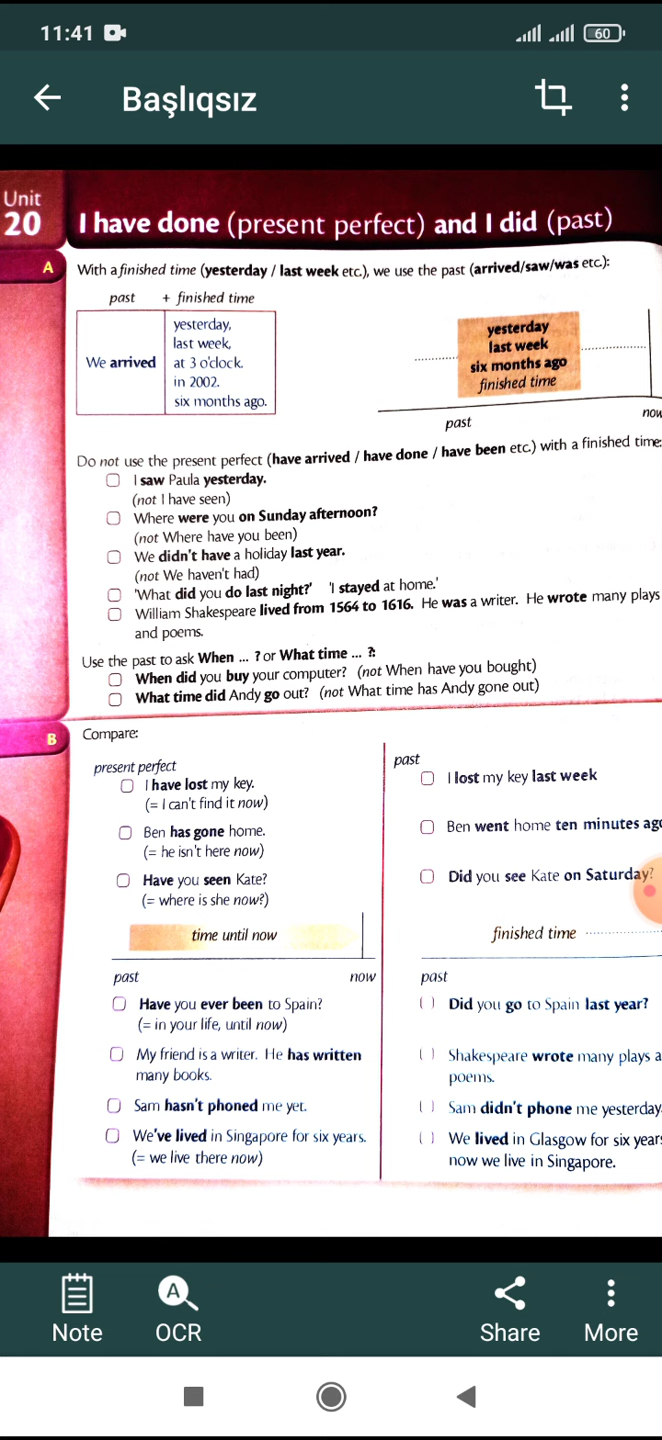 11:41
60
Başlıqsız
Unit
20
I have done (present perfect) and I did (past)
A
With a finished time (yesterday / last week etc.), we use the past (arrived/saw/was etc.):
past + finished time
We arrived
yesterday,
last week,
at 3 o'clock.
in 2002.
six months ago.
yesterday
last week
six months ago
finished time
past
now
Do not use the present perfect (have arrived / have done / have been etc.) with a finished time:
I saw Paula yesterday.
(not I have seen)
Where were you on Sunday afternoon?
(not Where have you been)
We didn't have a holiday last year.
(not We haven't had)
'What did you do last night?' 'I stayed at home.'
William Shakespeare lived from 1564 to 1616. He was a writer. He wrote many plays
and poems.
Use the past to ask When ... ? or What time ... ?:
When did you buy your computer? (not When have you bought)
What time did Andy go out? (not What time has Andy gone out)
B
Compare:
present perfect
I have lost my key.
(= I can't find it now)
Ben has gone home.
(= he isn't here now)
Have you seen Kate?
(= where is she now?)
time until now
past
now
Have you ever been to Spain?
(= in your life, until now)
My friend is a writer. He has written
many books.
Sam hasn't phoned me yet.
We've lived in Singapore for six years.
(= we live there now)
past
I lost my key last week
Ben went home ten minutes ag
Did you see Kate on Saturday?
finished time
past
Did you go to Spain last year?
Shakespeare wrote many plays a
poems.
Sam didn't phone me yesterday
We lived in Glasgow for six years
now we live in Singapore.
Note
A
OCR
Share
More